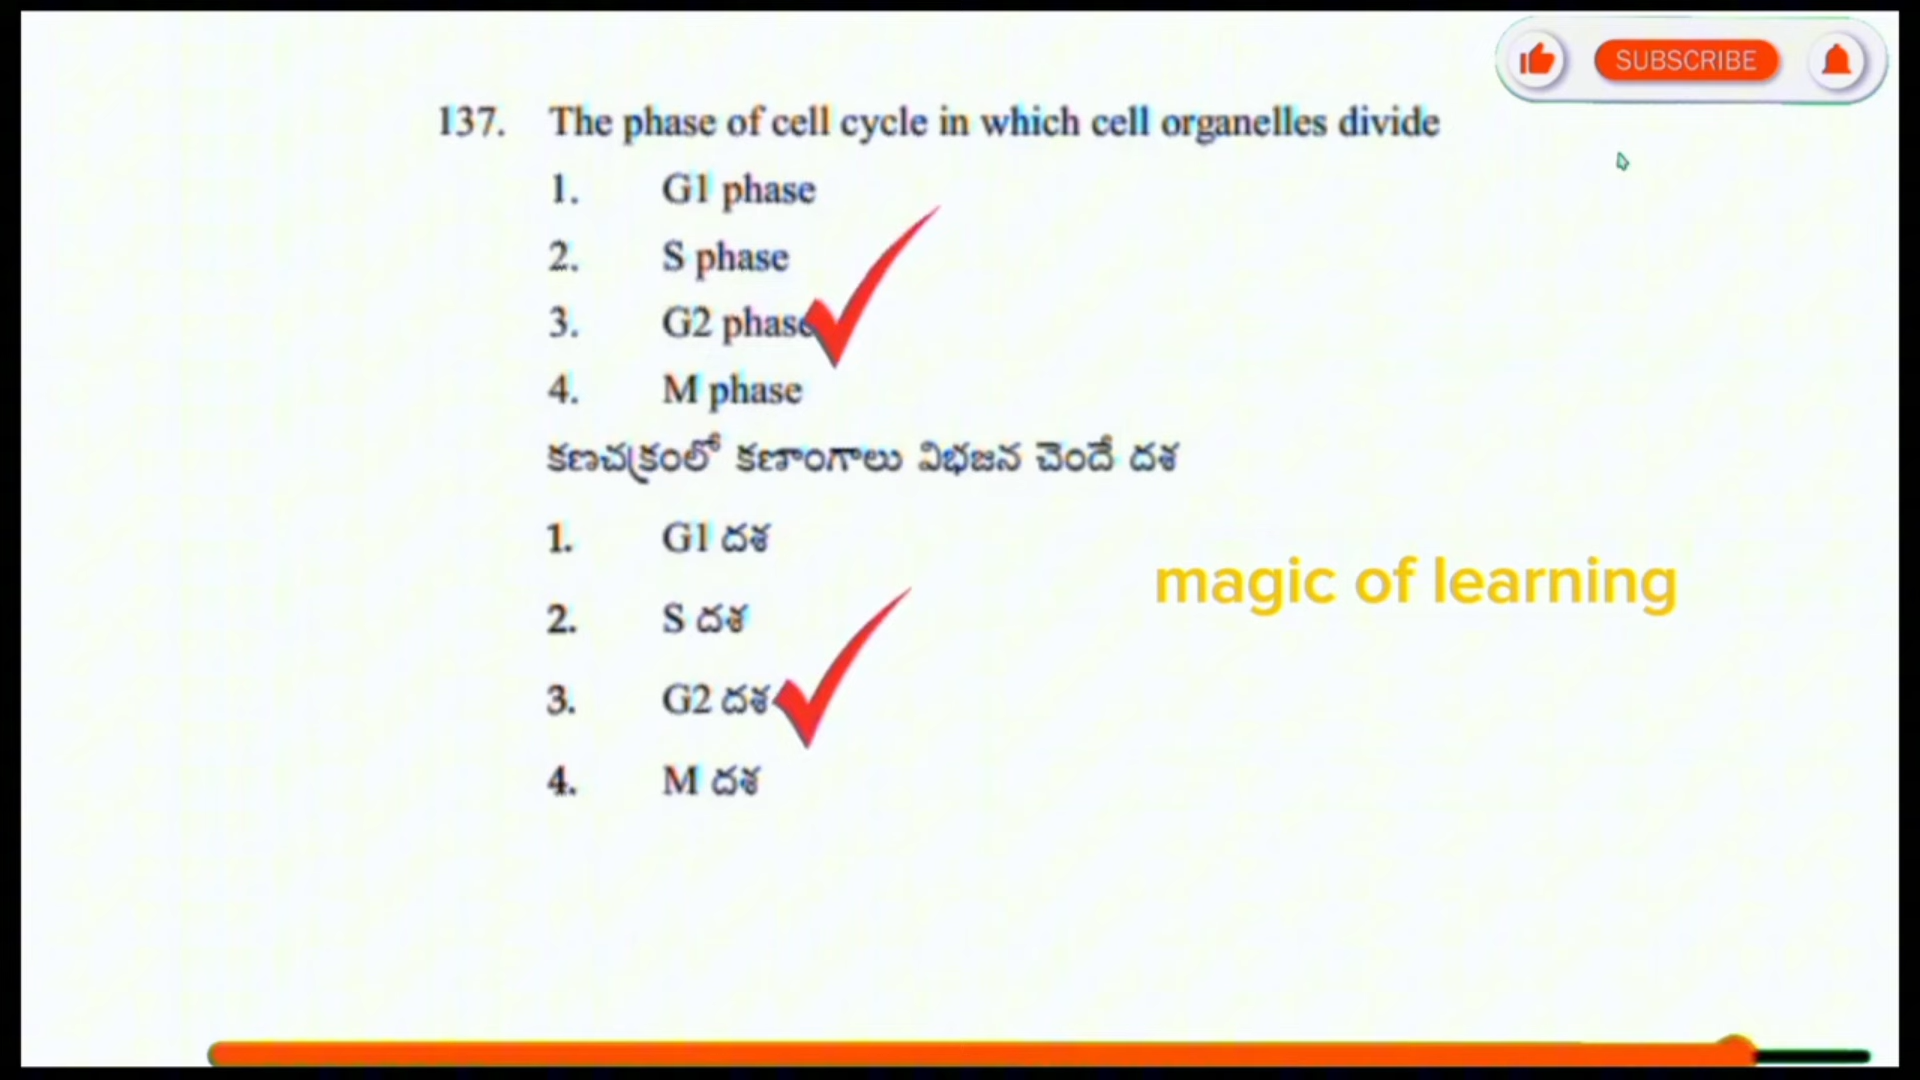 SUBSCRIBE
137. The phase of cell cycle in which cell organelles divide
1. G1 phase
2. S phase
3. G2 phase
4. M phase
కణచక్రంలో కణాంగాలు విభజన చెందే దశ
1. G1 దశ
2. S దశ
3. G2 దశ
4. M దశ
magic of learning